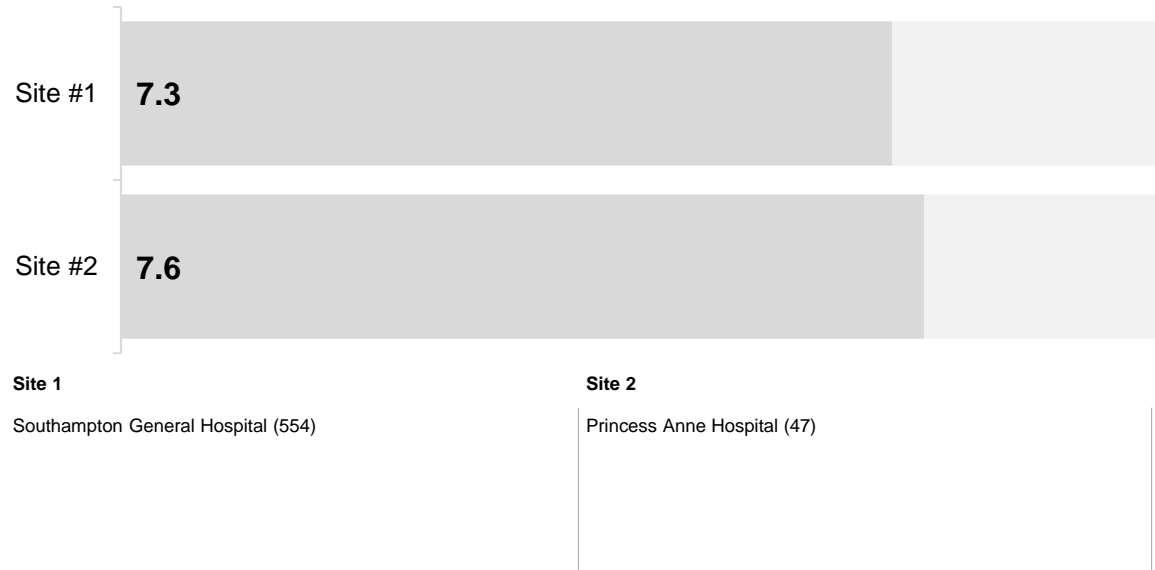 Site #1
7.3
Site #2
7.6
Site 1
Southampton General Hospital (554)
Site 2
Princess Anne Hospital (47)